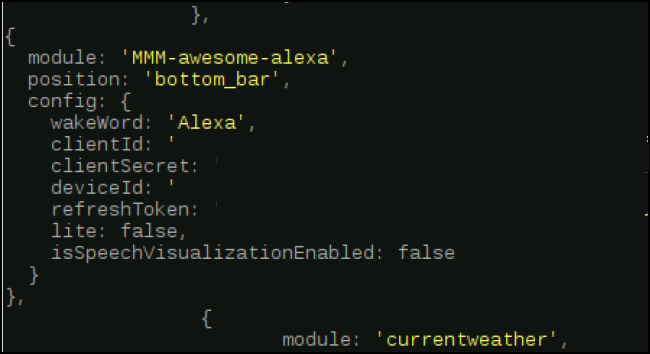 },
{
module: 'MMM-awesome-alexa',
position: 'bottom_bar',
config: {
wakeWord: 'Alexa',
clientId: '
clientSecret: '
deviceId: '
refreshToken: '
lite: false,
isSpeechVisualizationEnabled: false
}
},
{
module: 'currentweather',